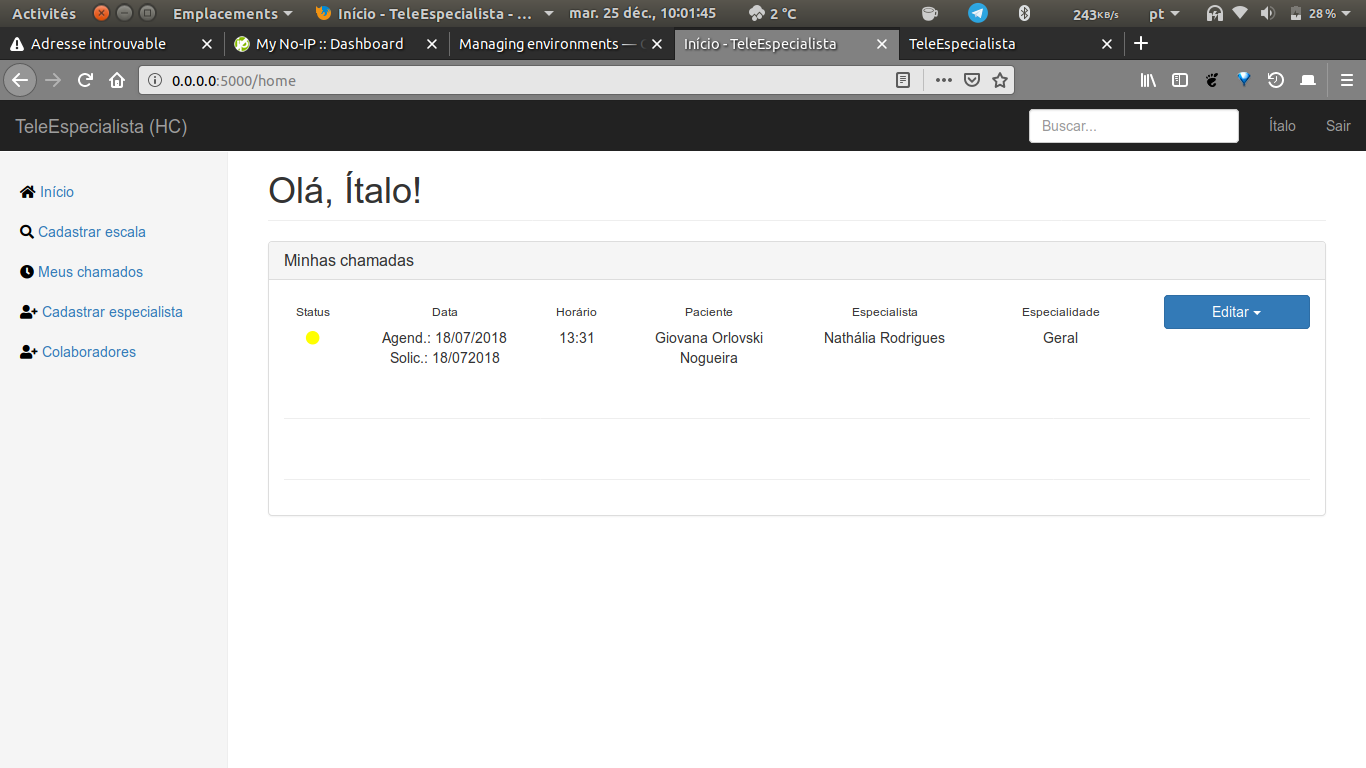 Activités Emplacements Início - TeleEspecialista - ... mar. 25 déc., 10:01:45 2 °C 243KB/s pt 28 %
Adresse introuvable My No-IP :: Dashboard Managing environments — Início - TeleEspecialista TeleEspecialista
0.0.0.0:5000/home
TeleEspecialista (HC) Buscar... Ítalo Sair
Início
Cadastrar escala
Meus chamados
Cadastrar especialista
Colaboradores
Olá, Ítalo!
Minhas chamadas
Status Data Horário Paciente Especialista Especialidade Editar
Agend.: 18/07/2018 13:31 Giovana Orlovski Nathália Rodrigues Geral
Solic.: 18/072018 Nogueira